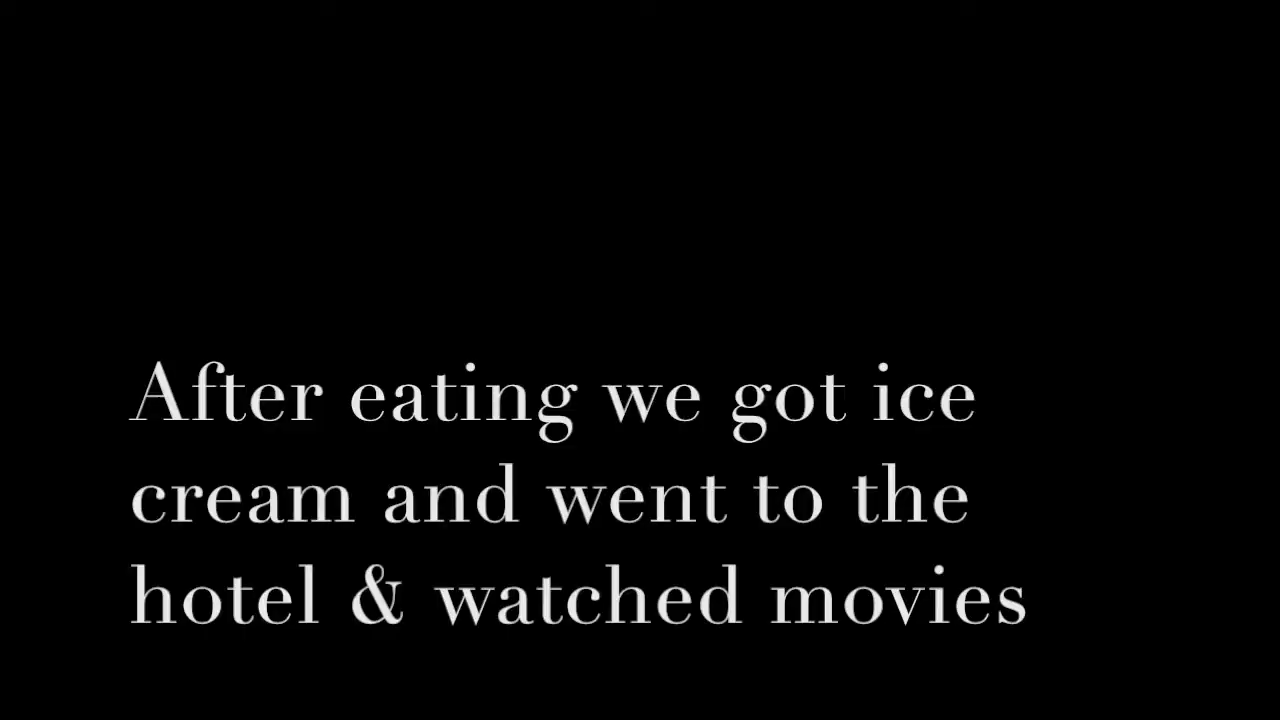 After eating we got ice
cream and went to the
hotel & watched movies